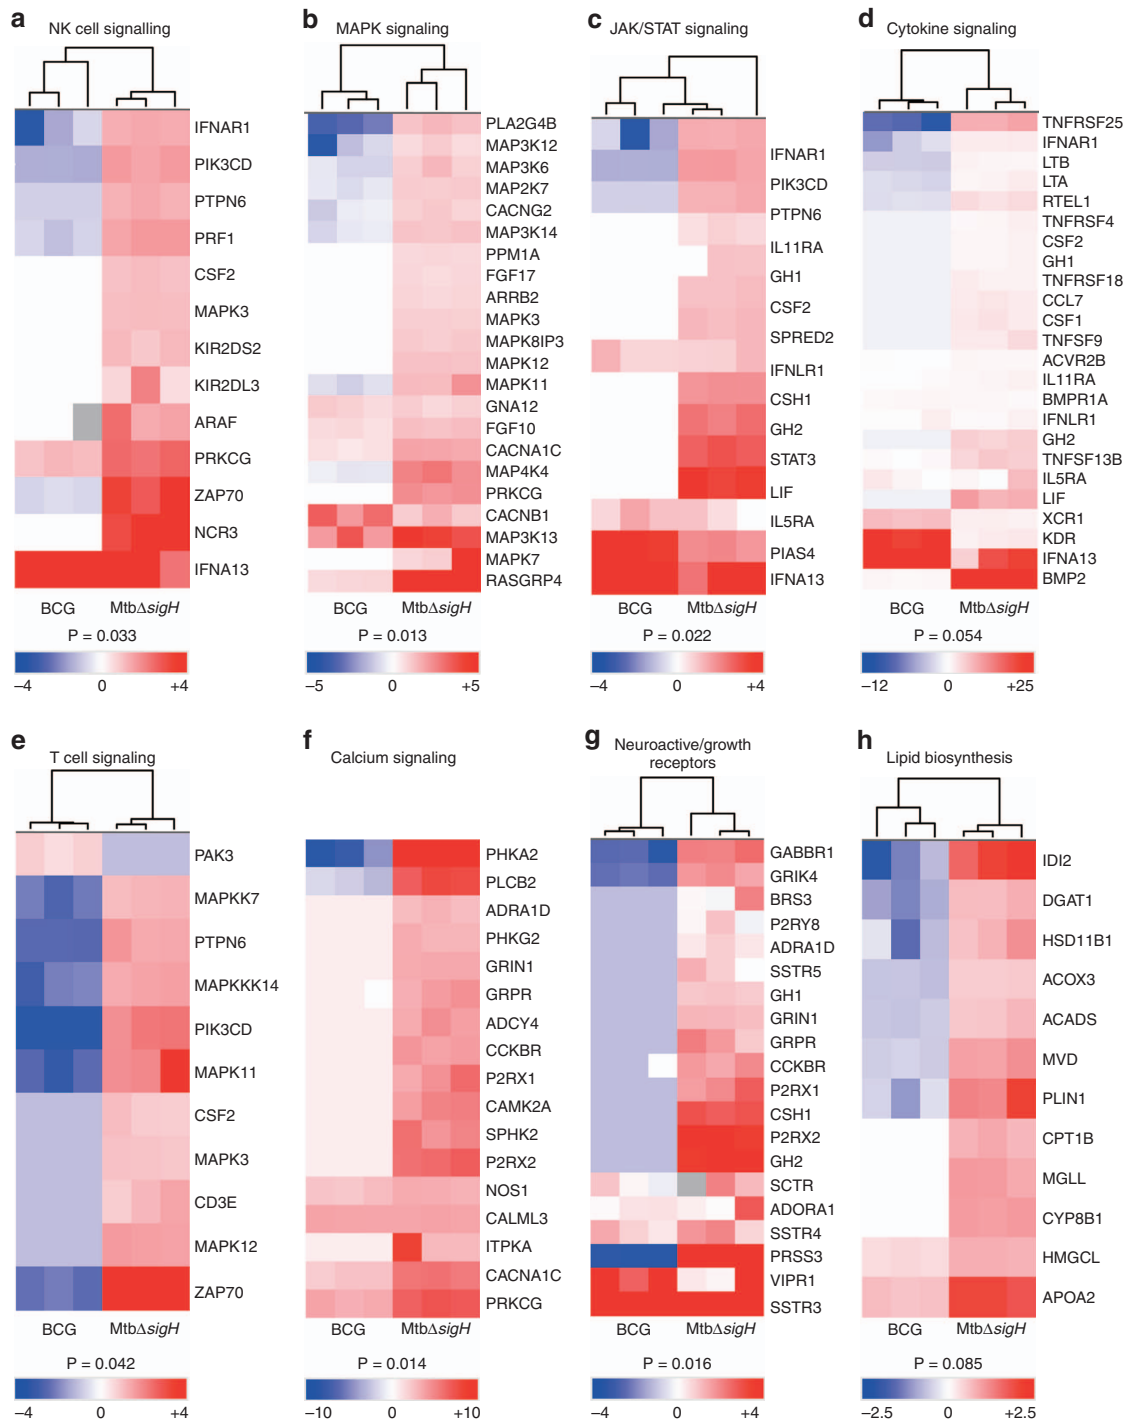 a
NK cell signalling
IFNAR1
PIK3CD
PTPN6
PRF1
CSF2
MAPK3
KIR2DS2
KIR2DL3
ARAF
PRKCG
ZAP70
NCR3
IFNA13
BCG MtbΔsigH
P = 0.033
–4 0 +4
b
MAPK signaling
PLA2G4B
MAP3K12
MAP3K6
MAP2K7
CACNG2
MAP3K14
PPM1A
FGF17
ARRB2
MAPK3
MAPK8IP3
MAPK12
MAPK11
GNA12
FGF10
CACNA1C
MAP4K4
PRKCG
CACNB1
MAP3K13
MAPK7
RASGRP4
BCG MtbΔsigH
P = 0.013
–5 0 +5
c
JAK/STAT signaling
IFNAR1
PIK3CD
PTPN6
IL11RA
GH1
CSF2
SPRED2
IFNLR1
CSH1
GH2
STAT3
LIF
IL5RA
PIAS4
IFNA13
BCG MtbΔsigH
P = 0.022
–4 0 +4
d
Cytokine signaling
TNFRSF25
IFNAR1
LTB
LTA
RTEL1
TNFRSF4
CSF2
GH1
TNFRSF18
CCL7
CSF1
TNFSF9
ACVR2B
IL11RA
BMPR1A
IFNLR1
GH2
TNFSF13B
IL5RA
LIF
XCR1
KDR
IFNA13
BMP2
BCG MtbΔsigH
P = 0.054
–12 0 +25
e
T cell signaling
PAK3
MAPKK7
PTPN6
MAPKKK14
PIK3CD
MAPK11
CSF2
MAPK3
CD3E
MAPK12
ZAP70
BCG MtbΔsigH
P = 0.042
–4 0 +4
f
Calcium signaling
PHKA2
PLCB2
ADRA1D
PHKG2
GRIN1
GRPR
ADCY4
CCKBR
P2RX1
CAMK2A
SPHK2
P2RX2
NOS1
CALML3
ITPKA
CACNA1C
PRKCG
BCG MtbΔsigH
P = 0.014
–10 0 +10
g
Neuroactive/growth
receptors
GABBR1
GRIK4
BRS3
P2RY8
ADRA1D
SSTR5
GH1
GRIN1
GRPR
CCKBR
P2RX1
CSH1
P2RX2
GH2
SCTR
ADORA1
SSTR4
PRSS3
VIPR1
SSTR3
BCG MtbΔsigH
P = 0.016
–4 0 +4
h
Lipid biosynthesis
IDI2
DGAT1
HSD11B1
ACOX3
ACADS
MVD
PLIN1
CPT1B
MGLL
CYP8B1
HMGCL
APOA2
BCG MtbΔsigH
P = 0.085
–2.5 0 +2.5